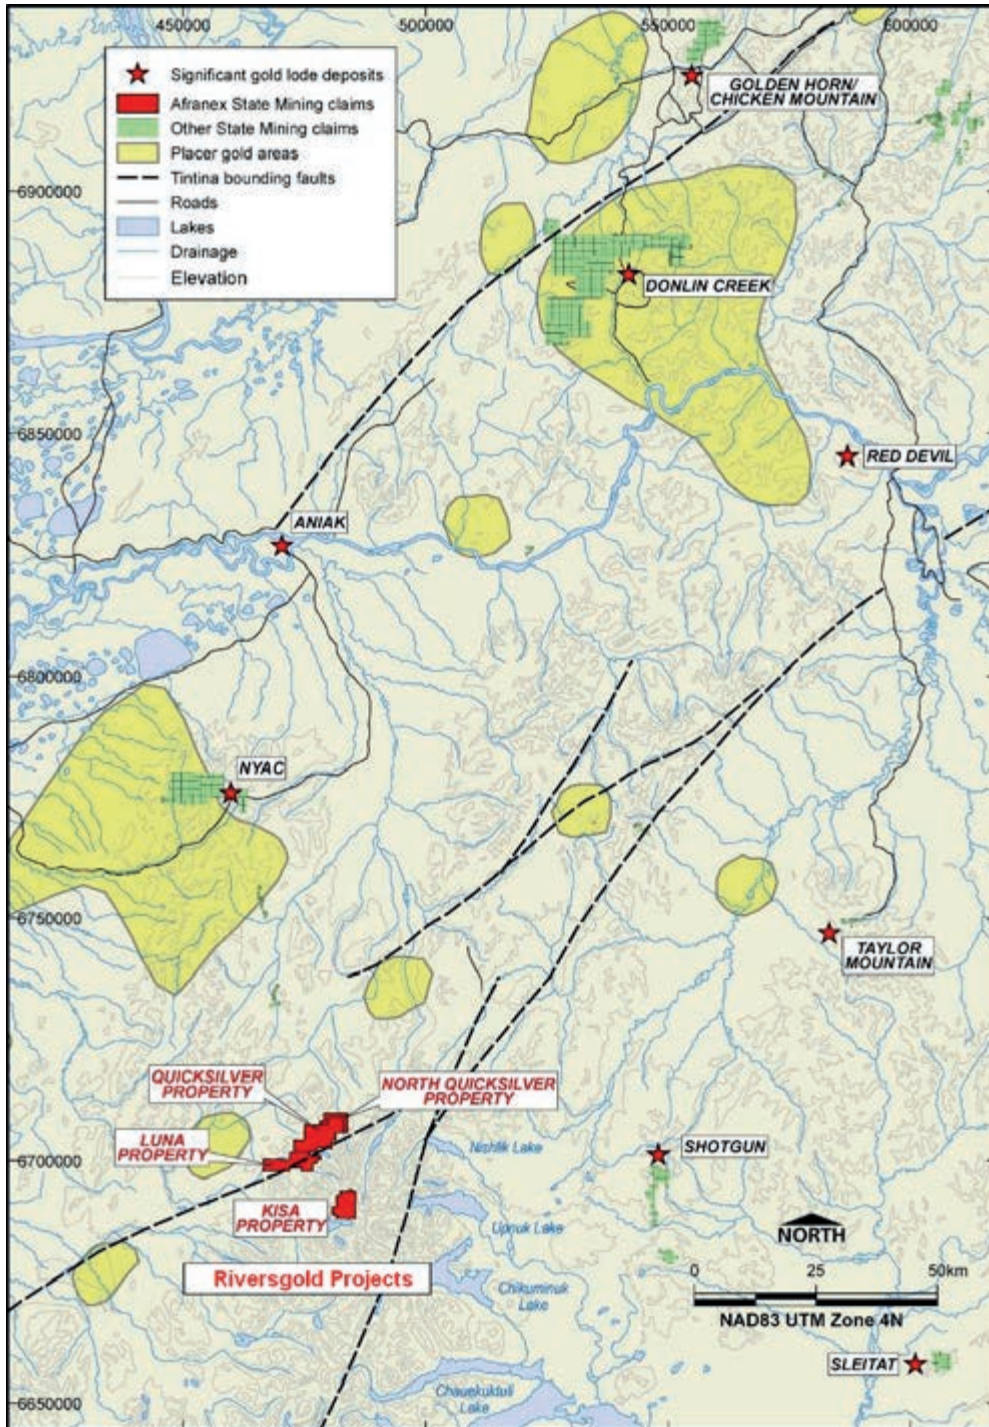 450000
500000
550000
600000
Significant gold lode deposits
Afranex State Mining claims
Other State Mining claims
Placer gold areas
Tintina bounding faults
Roads
Lakes
Drainage
Elevation
GOLDEN HORN/
CHICKEN MOUNTAIN
6900000
DONLIN CREEK
6850000
RED DEVIL
ANIAK
6800000
NYAC
6750000
TAYLOR
MOUNTAIN
QUICKSILVER
PROPERTY
NORTH QUICKSILVER
PROPERTY
LUNA
PROPERTY
6700000
Nishlik Lake
SHOTGUN
KISA
PROPERTY
Upnuk Lake
NORTH
Riversgold Projects
Chikuminuk
Lake
0
25
50km
NAD83 UTM Zone 4N
SLEITAT
Chauekuktuli
Lake
6650000